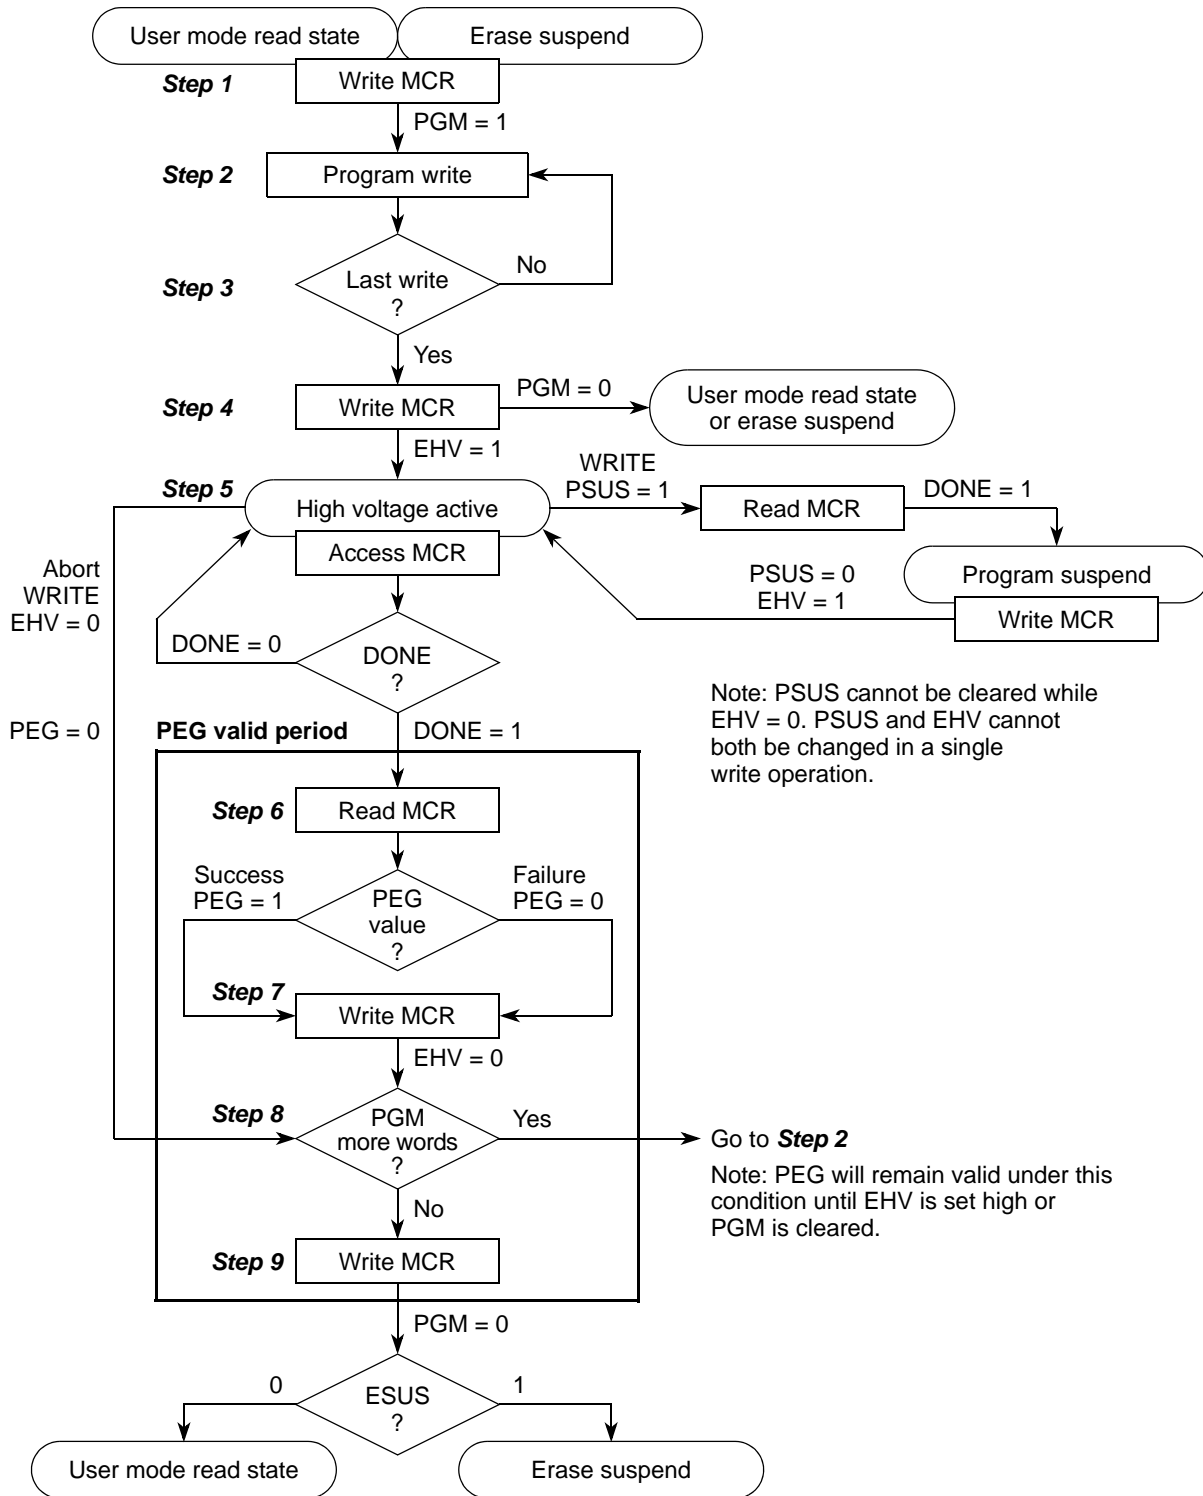 User mode read state
Erase suspend
Step 1
Write MCR
PGM = 1
Step 2
Program write
Step 3
Last write
?
No
Yes
Step 4
Write MCR
PGM = 0
User mode read state
or erase suspend
EHV = 1
Step 5
High voltage active
WRITE
PSUS = 1
Read MCR
DONE = 1
Access MCR
Abort
WRITE
EHV = 0
PSUS = 0
EHV = 1
Program suspend
Write MCR
DONE = 0
DONE
?
Note: PSUS cannot be cleared while
EHV = 0. PSUS and EHV cannot
both be changed in a single
write operation.
PEG = 0
PEG valid period
DONE = 1
Step 6
Read MCR
Success
PEG = 1
PEG
value
?
Failure
PEG = 0
Step 7
Write MCR
EHV = 0
Step 8
PGM
more words
?
Yes
Go to Step 2
Note: PEG will remain valid under this
condition until EHV is set high or
PGM is cleared.
No
Step 9
Write MCR
PGM = 0
0
ESUS
?
1
User mode read state
Erase suspend